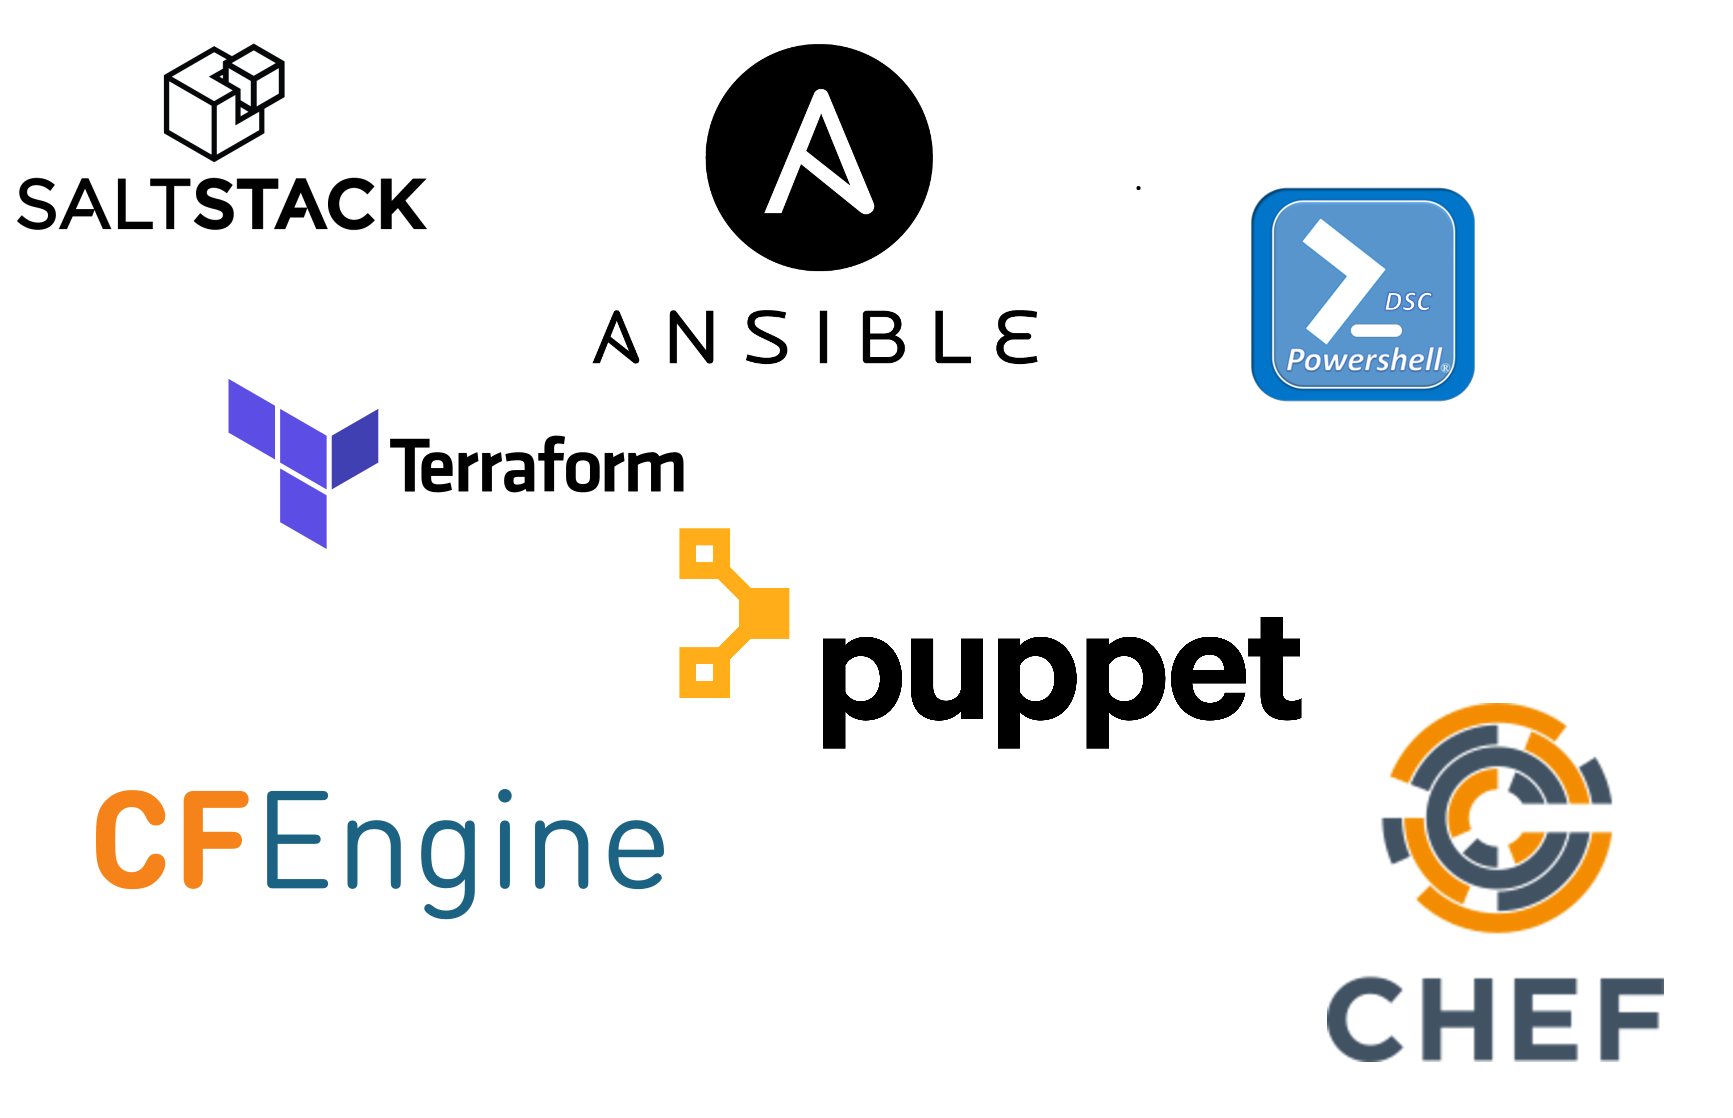 SALTSTACK
ANSIBLE
DSC
Powershell®
Terraform
puppet
CFEngine
CHEF